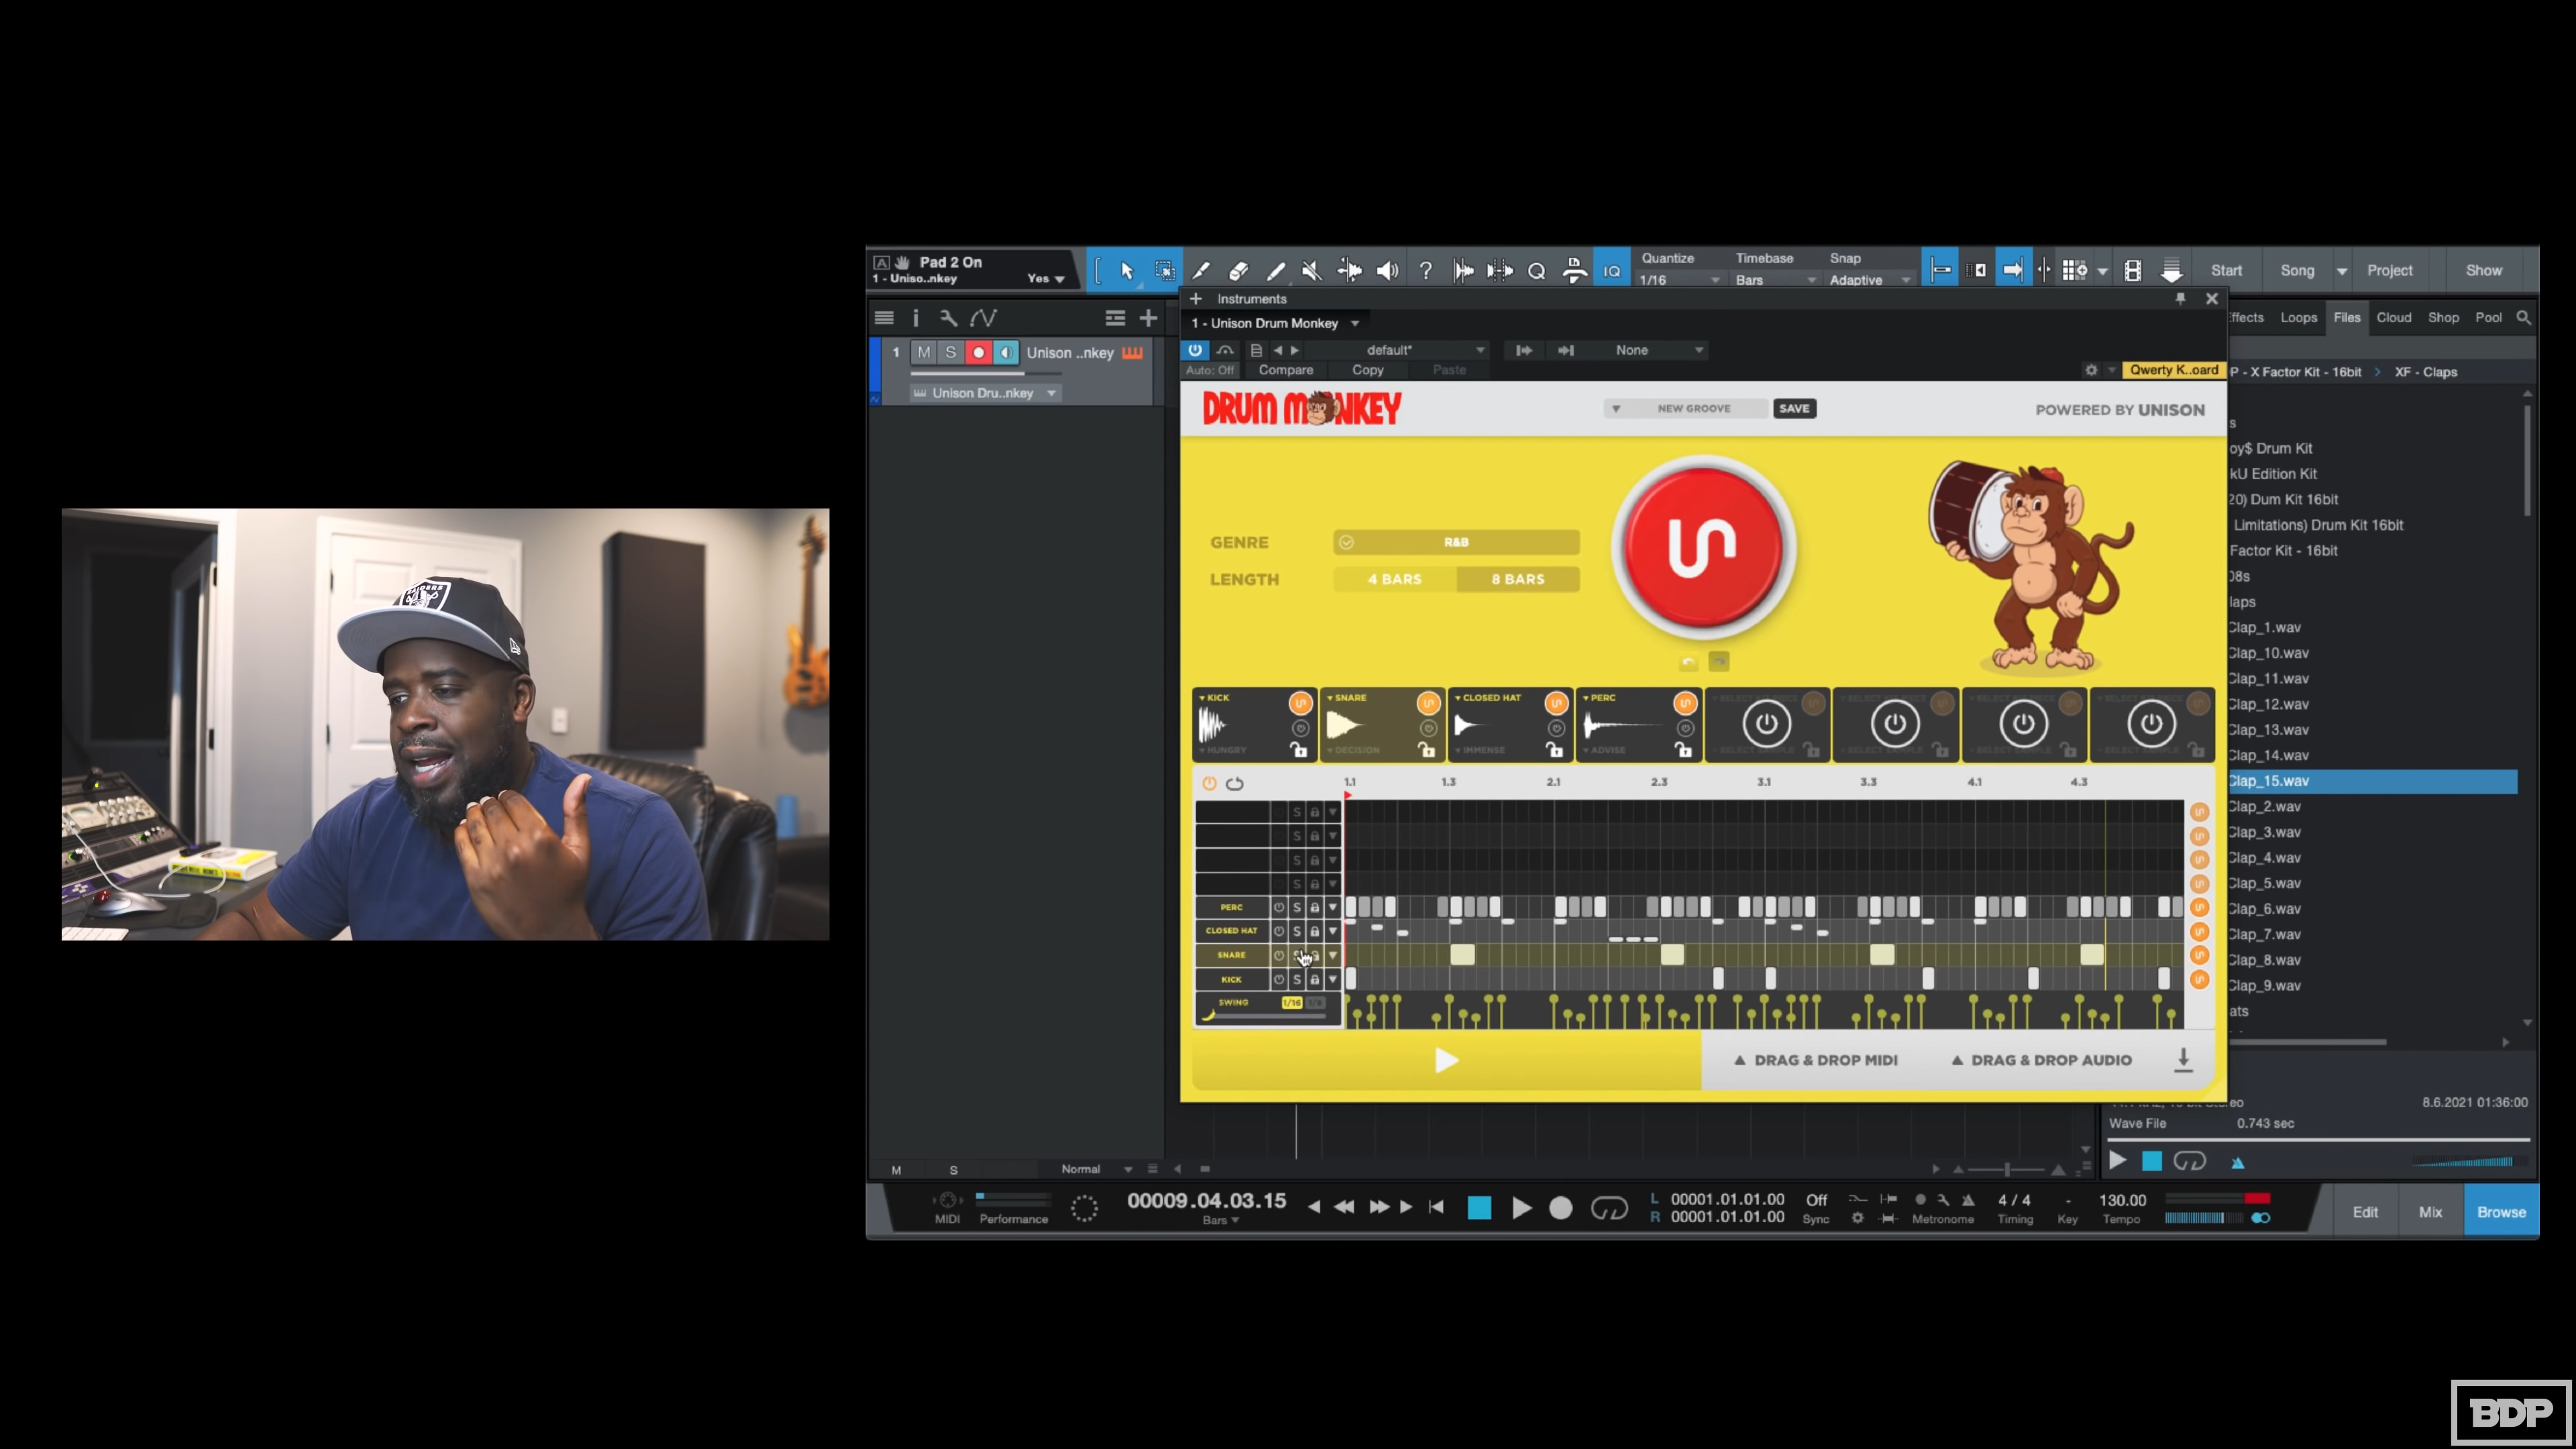 Pad 2 On
1 - Uniso..nkey
Yes
Quantize
1/16
Timebase
Bars
Snap
Adaptive
IQ
Start
Song
Project
Show
Instruments
1 - Unison Drum Monkey
default*
None
Auto: Off
Compare
Copy
Paste
Qwerty K..oard
1
M
S
Unison ..nkey
Unison Dru..nkey
DRUM MONKEY
NEW GROOVE
SAVE
POWERED BY UNISON
GENRE
R&B
LENGTH
4 BARS
8 BARS
KICK
HUNGRY
SNARE
DECISION
CLOSED HAT
IMMENSE
PERC
ADVISE
1.1
1.3
2.1
2.3
3.1
3.3
4.1
4.3
S
S
S
S
PERC S
CLOSED HAT S
SNARE
KICK S
SWING
1/16
DRAG & DROP MIDI
DRAG & DROP AUDIO
ffects
Loops
Files
Cloud
Shop
Pool
P - X Factor Kit - 16bit > XF - Claps
s
oy$ Drum Kit
kU Edition Kit
20) Dum Kit 16bit
Limitations) Drum Kit 16bit
Factor Kit - 16bit
08s
laps
Clap_1.wav
Clap_10.wav
Clap_11.wav
Clap_12.wav
Clap_13.wav
Clap_14.wav
Clap_15.wav
Clap_2.wav
Clap_3.wav
Clap_4.wav
Clap_5.wav
Clap_6.wav
Clap_7.wav
Clap_8.wav
Clap_9.wav
ats
8.6.2021 01:36:00
Wave File
0.743 sec
M
S
Normal
MIDI
Performance
00009.04.03.15
Bars
L 00001.01.01.00
R 00001.01.01.00
Off
Sync
Metronome
4 / 4
Timing
-
Key
130.00
Tempo
Edit
Mix
Browse
BDP